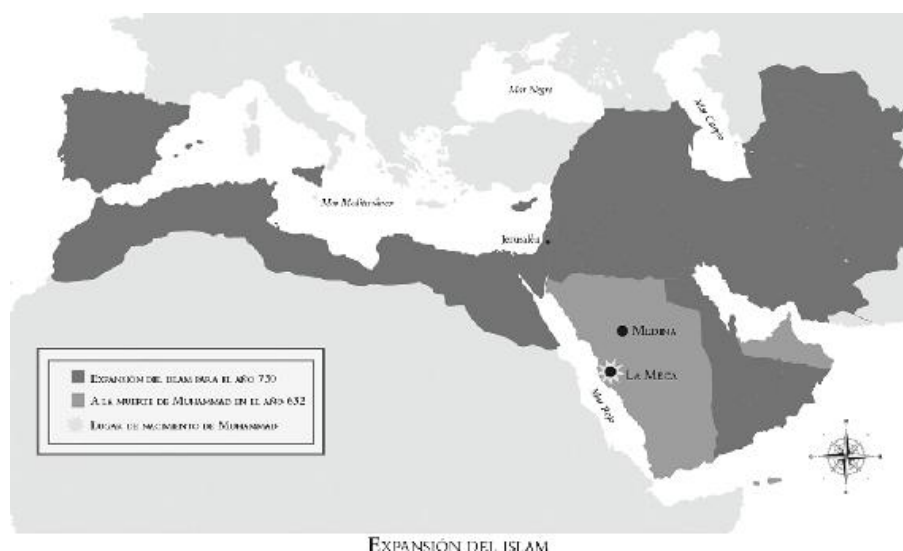 Mar Negro
Mar Caspio
Mar Mediterráneo
Jerusalén
MEDINA
LA MECA
Mar Rojo
EXPANSIÓN DEL ISLAM PARA EL AÑO 750
A LA MUERTE DE MUHAMMAD EN EL AÑO 632
LUGAR DE NACIMIENTO DE MUHAMMAD
EXPANSIÓN DEL ISLAM